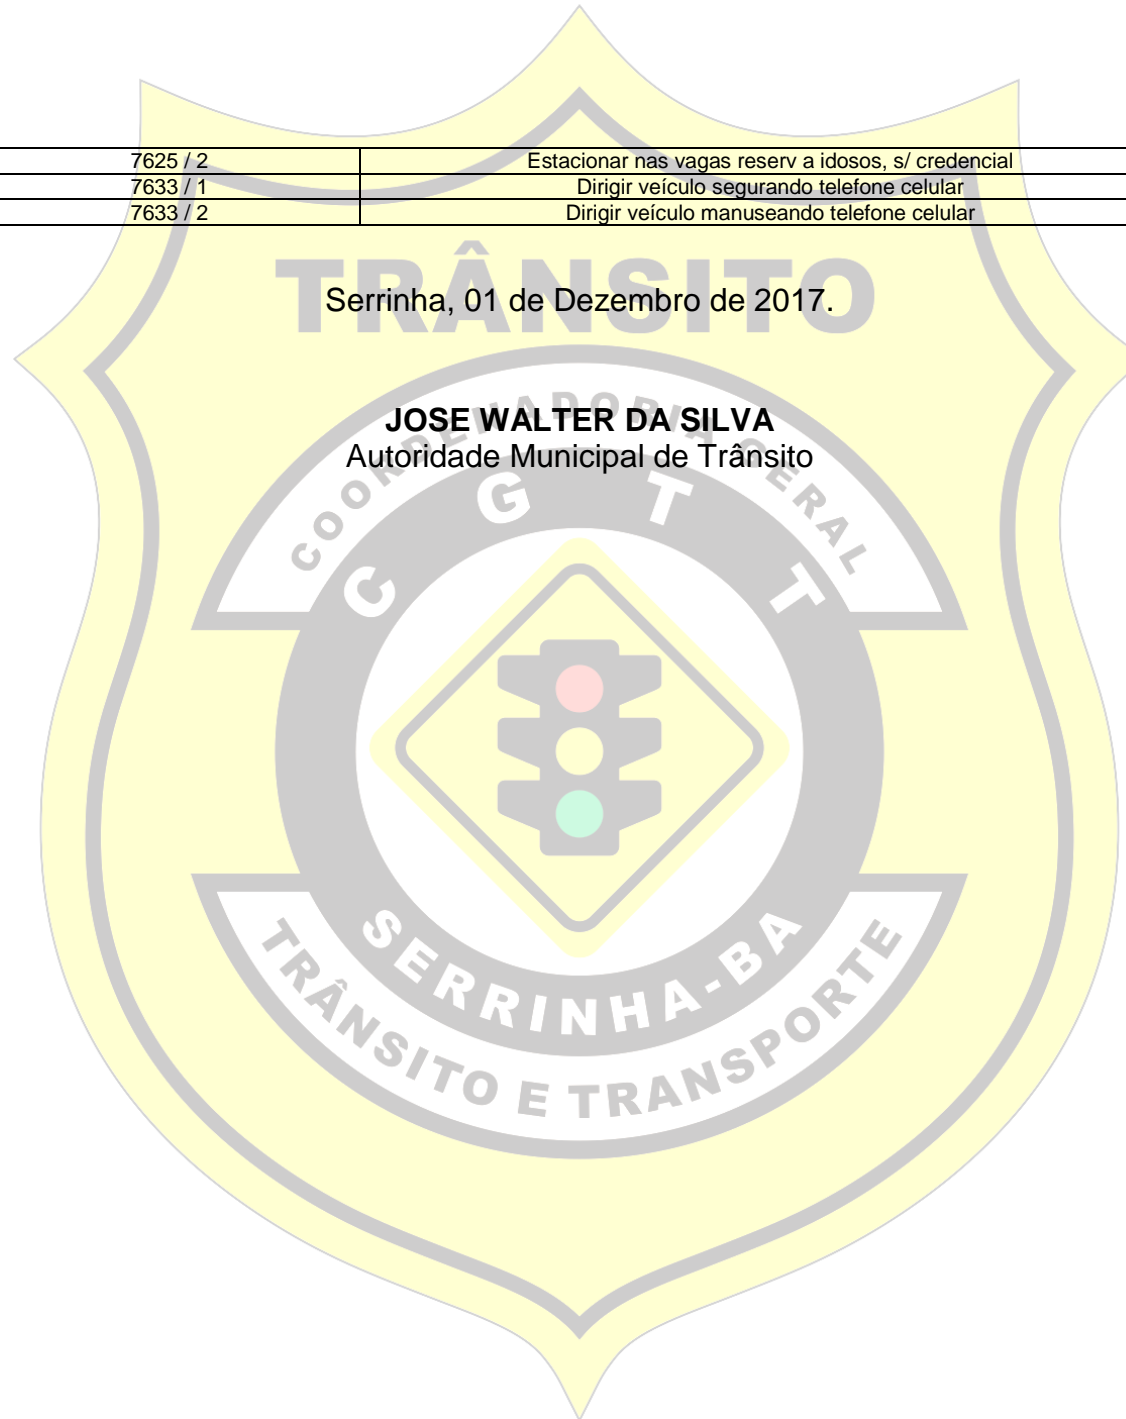 7625 / 2 Estacionar nas vagas reserv a idosos, s/ credencial
7633 / 1 Dirigir veículo segurando telefone celular
7633 / 2 Dirigir veículo manuseando telefone celular
TRÂNSITO
Serrinha, 01 de Dezembro de 2017.
COORDENADORIA GERAL
JOSE WALTER DA SILVA
Autoridade Municipal de Trânsito
C G T T
SERRINHA-BA
TRÂNSITO E TRANSPORTE